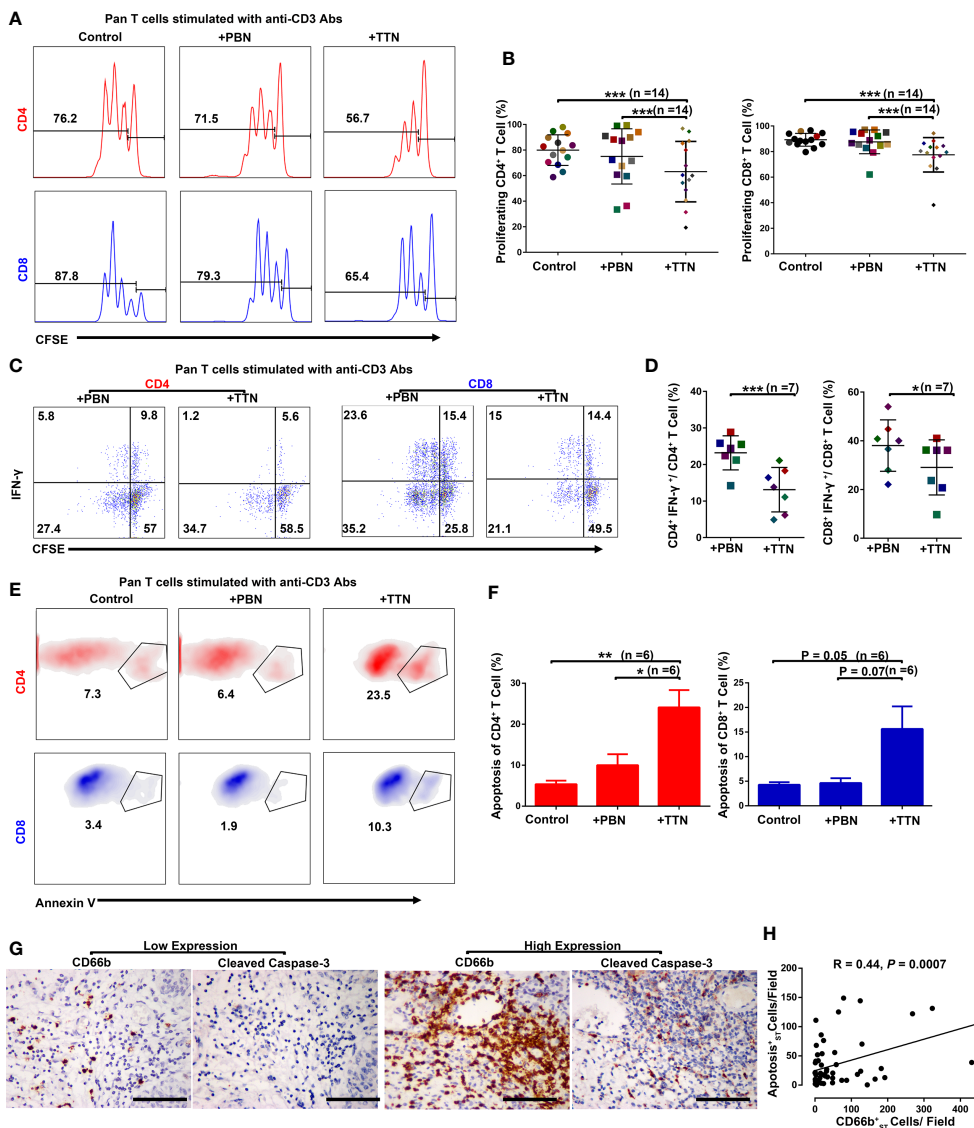 A
Pan T cells stimulated with anti-CD3 Abs
Control +PBN +TTN
CD4
76.2 71.5 56.7
CD8
87.8 79.3 65.4
CFSE
B
*** (n =14)
*** (n =14)
Proliferating CD4+ T Cell (%)
100
80
60
40
20
0
Control +PBN +TTN
*** (n =14)
*** (n =14)
Proliferating CD8+ T Cell (%)
100
80
60
40
20
0
Control +PBN +TTN
C
Pan T cells stimulated with anti-CD3 Abs
CD4 CD8
+PBN +TTN +PBN +TTN
IFN-γ
5.8 9.8 1.2 5.6 23.6 15.4 15 14.4
27.4 57 34.7 58.5 35.2 25.8 21.1 49.5
CFSE
D
*** (n =7)
CD4+ IFN-γ +/ CD4+ T Cell (%)
40
30
20
10
0
+PBN +TTN
* (n =7)
CD8+ IFN-γ +/ CD8+ T Cell (%)
60
40
20
0
+PBN +TTN
E
Pan T cells stimulated with anti-CD3 Abs
Control +PBN +TTN
CD4
7.3 6.4 23.5
CD8
3.4 1.9 10.3
Annexin V
F
** (n =6)
* (n =6)
Apoptosis of CD4+ T Cell (%)
30
20
10
0
Control +PBN +TTN
P = 0.05 (n =6)
P = 0.07 (n =6)
Apoptosis of CD8+ T Cell (%)
25
20
15
10
5
0
Control +PBN +TTN
G
Low Expression High Expression
CD66b Cleaved Caspase-3 CD66b Cleaved Caspase-3
H
R = 0.44, P = 0.0007
Apotosis+ST Cells/Field
200
150
100
50
0
0 100 200 300 400
CD66b+ST Cells/ Field